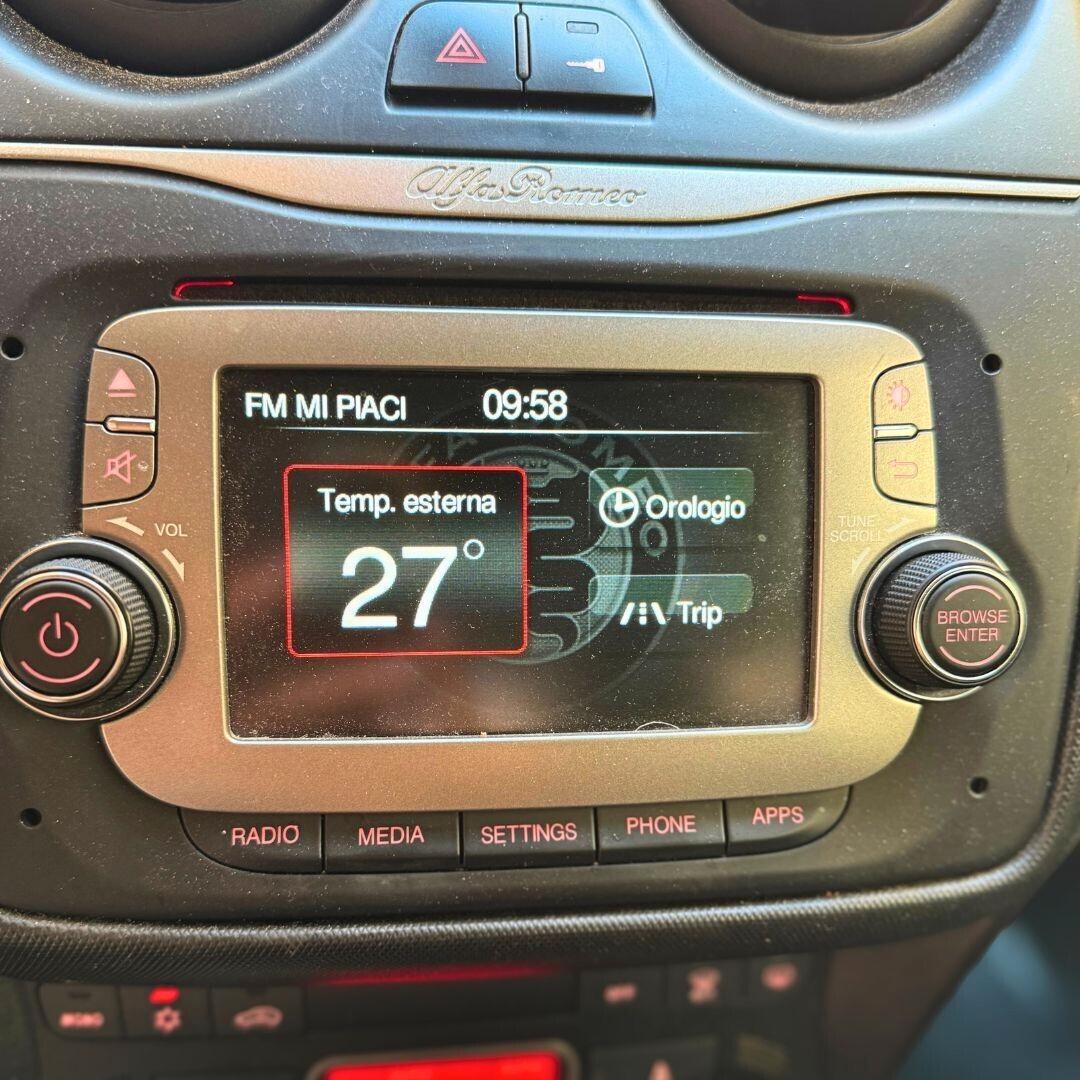 Alfa Romeo
FM MI PIACI 09:58
Temp. esterna
27°
Orologio
Trip
VOL
TUNE
SCROLL
BROWSE
ENTER
RADIO MEDIA SETTINGS PHONE APPS
MONO